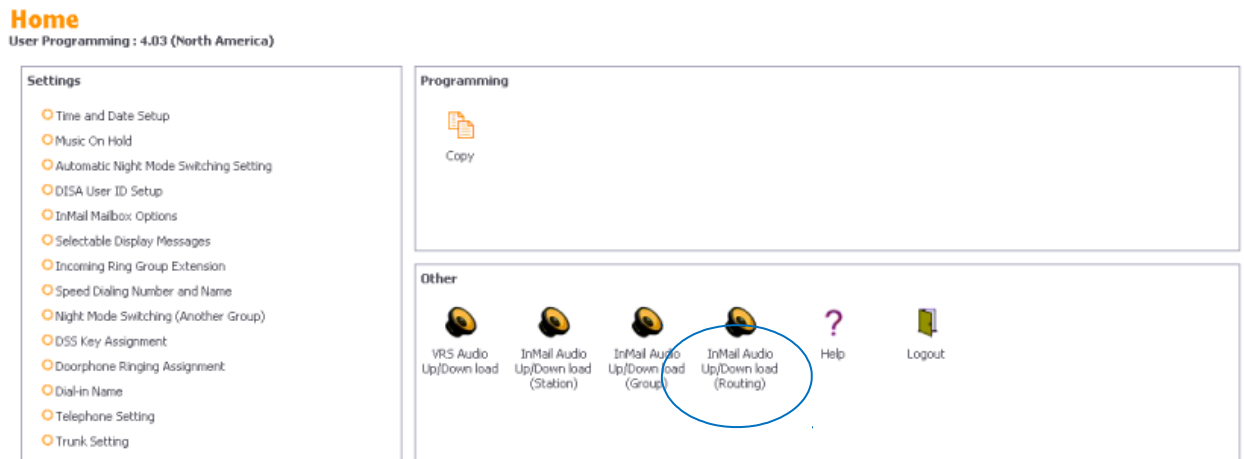 Home
User Programming : 4.03 (North America)
Settings
Time and Date Setup
Music On Hold
Automatic Night Mode Switching Setting
DISA User ID Setup
InMail Mailbox Options
Selectable Display Messages
Incoming Ring Group Extension
Speed Dialing Number and Name
Night Mode Switching (Another Group)
DSS Key Assignment
Doorphone Ringing Assignment
Dial-in Name
Telephone Setting
Trunk Setting
Programming
Copy
Other
VRS Audio
Up/Down load
InMail Audio
Up/Down load
(Station)
InMail Audio
Up/Down load
(Group)
InMail Audio
Up/Down load
(Routing)
Help
Logout